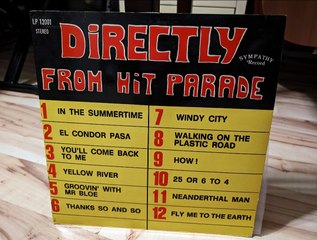 LP 12001
STEREO
DiRECTLY
SYMPATHY
Record
FROM HiT PARADE
1 IN THE SUMMERTIME
2 EL CONDOR PASA
3 YOU'LL COME BACK
TO ME
4 YELLOW RIVER
5 GROOVIN' WITH
MR BLOE
6 THANKS SO AND SO
7 WINDY CITY
8 WALKING ON THE
PLASTIC ROAD
9 HOW !
10 25 OR 6 TO 4
11 NEANDERTHAL MAN
12 FLY ME TO THE EARTH